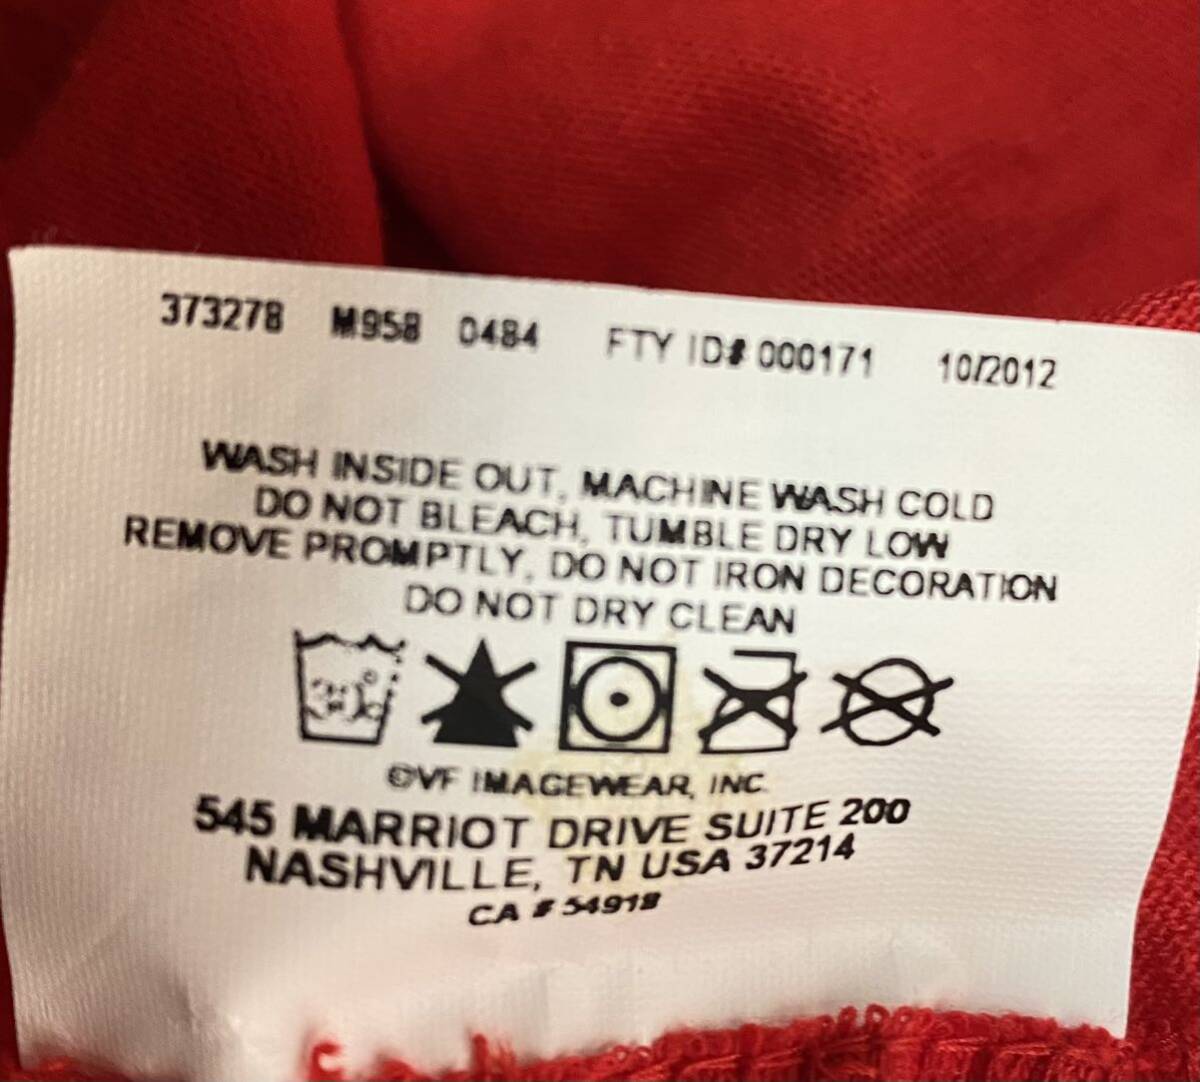 373278 M958 0484 FTY ID# 000171 10/2012
WASH INSIDE OUT, MACHINE WASH COLD
DO NOT BLEACH, TUMBLE DRY LOW
REMOVE PROMPTLY, DO NOT IRON DECORATION
DO NOT DRY CLEAN
©VF IMAGEWEAR, INC.
545 MARRIOT DRIVE SUITE 200
NASHVILLE, TN USA 37214
CA # 54918